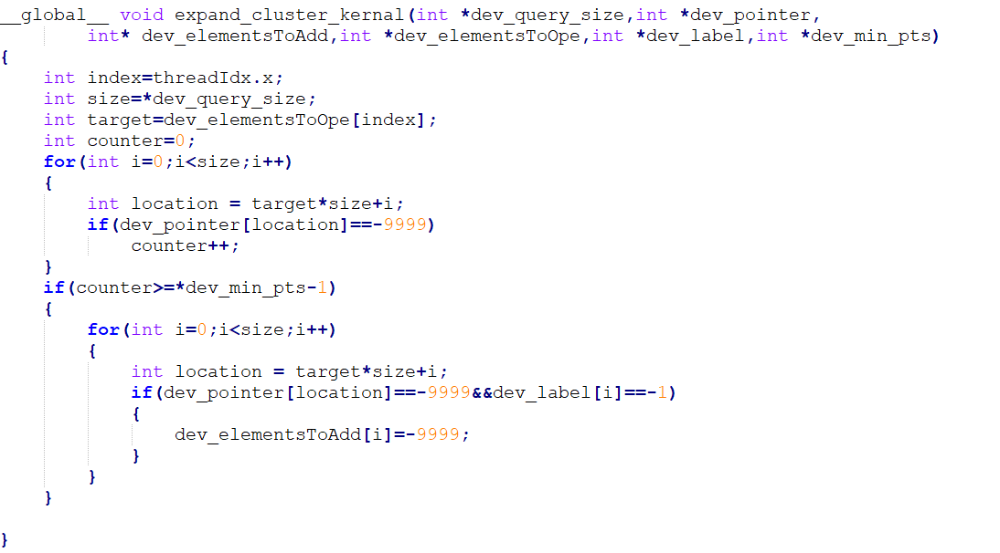 __global__ void expand_cluster_kernal(int *dev_query_size,int *dev_pointer,
        int* dev_elementsToAdd,int *dev_elementsToOpe,int *dev_label,int *dev_min_pts)
{
    int index=threadIdx.x;
    int size=*dev_query_size;
    int target=dev_elementsToOpe[index];
    int counter=0;
    for(int i=0;i<size;i++)
    {
        int location = target*size+i;
        if(dev_pointer[location]==-9999)
            counter++;
    }
    if(counter>=*dev_min_pts-1)
    {
        for(int i=0;i<size;i++)
        {
            int location = target*size+i;
            if(dev_pointer[location]==-9999&&dev_label[i]==-1)
            {
                dev_elementsToAdd[i]=-9999;
            }
        }
    }

}